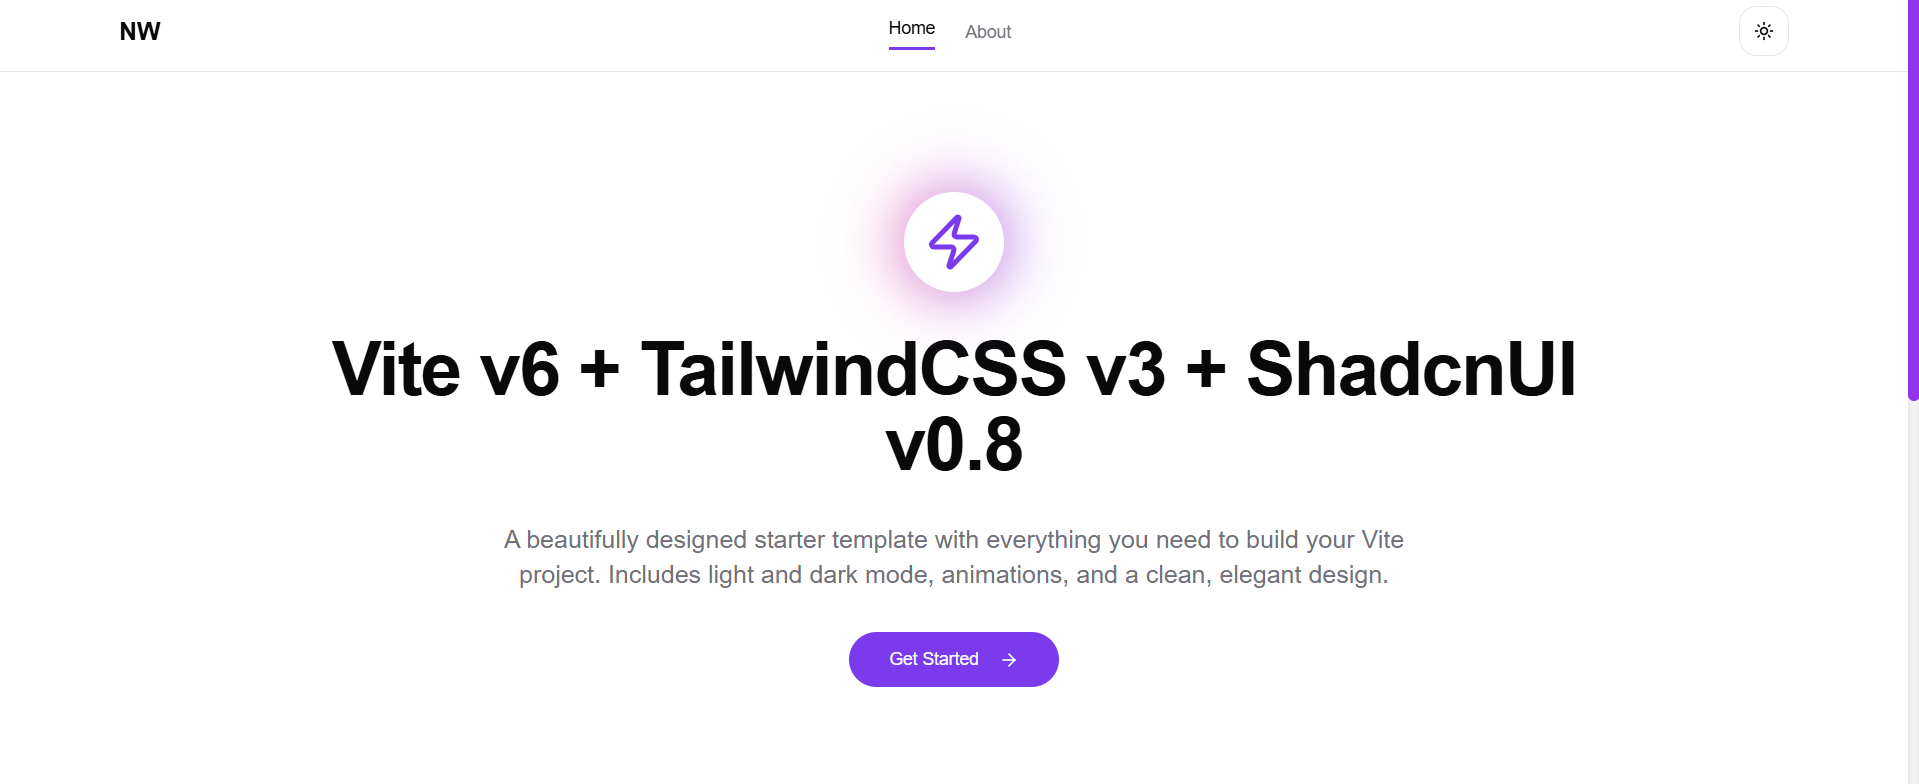 NW
Home
About
Vite v6 + TailwindCSS v3 + ShadcnUI
v0.8
A beautifully designed starter template with everything you need to build your Vite
project. Includes light and dark mode, animations, and a clean, elegant design.
Get Started